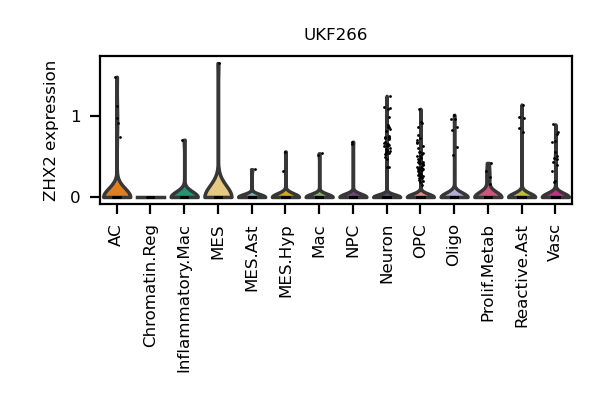 UKF266
ZHX2 expression
1
0
AC
Chromatin.Reg
Inflammatory.Mac
MES
MES.Ast
MES.Hyp
Mac
NPC
Neuron
OPC
Oligo
Prolif.Metab
Reactive.Ast
Vasc